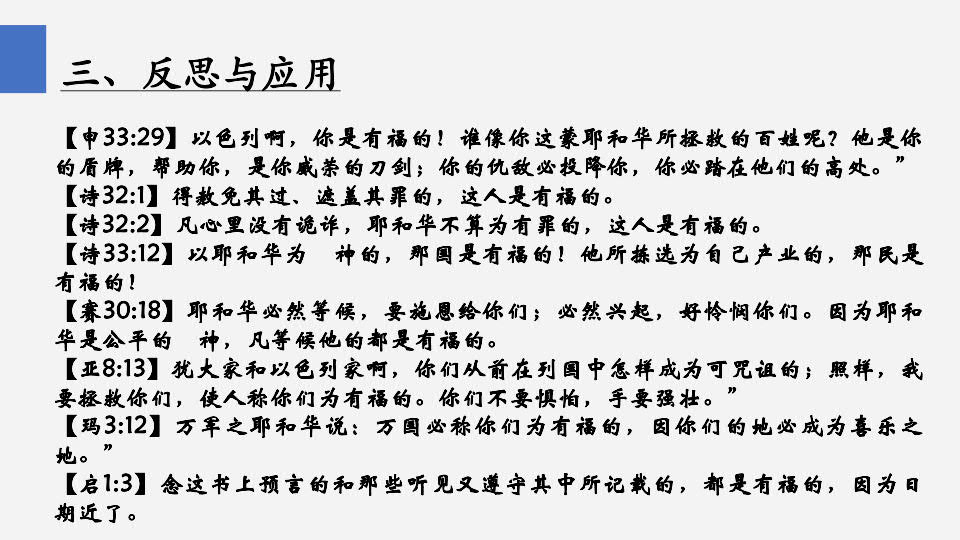 三、反思与应用
【申33:29】以色列啊，你是有福的！谁像你这蒙耶和华所拯救的百姓呢？他是你
的盾牌，帮助你，是你威荣的刀剑；你的仇敌必投降你，你必踏在他们的高处。”
【诗32:1】得赦免其过、遮盖其罪的，这人是有福的。
【诗32:2】凡心里没有诡诈，耶和华不算为有罪的，这人是有福的。
【诗33:12】以耶和华为　神的，那国是有福的！他所拣选为自己产业的，那民是
有福的！
【赛30:18】耶和华必然等候，要施恩给你们；必然兴起，好怜悯你们。因为耶和
华是公平的　神，凡等候他的都是有福的。
【亚8:13】犹大家和以色列家啊，你们从前在列国中怎样成为可咒诅的；照样，我
要拯救你们，使人称你们为有福的。你们不要惧怕，手要强壮。”
【玛3:12】万军之耶和华说：万国必称你们为有福的，因你们的地必成为喜乐之
地。”
【启1:3】念这书上预言的和那些听见又遵守其中所记载的，都是有福的，因为日
期近了。